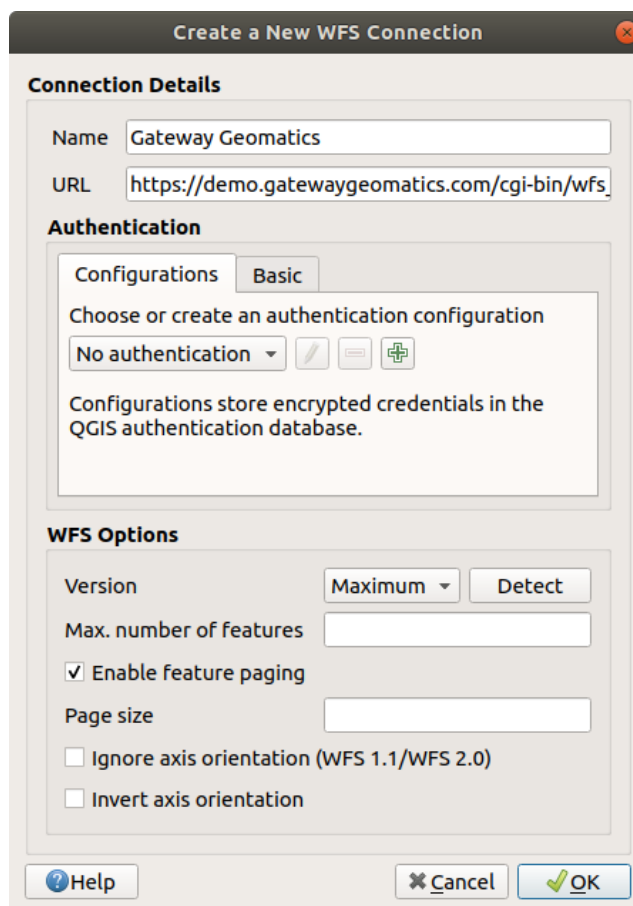 Create a New WFS Connection
Connection Details
Name Gateway Geomatics
URL https://demo.gatewaygeomatics.com/cgi-bin/wfs_
Authentication
Configurations Basic
Choose or create an authentication configuration
No authentication
Configurations store encrypted credentials in the
QGIS authentication database.
WFS Options
Version Maximum Detect
Max. number of features
Enable feature paging
Page size
Ignore axis orientation (WFS 1.1/WFS 2.0)
Invert axis orientation
Help Cancel OK